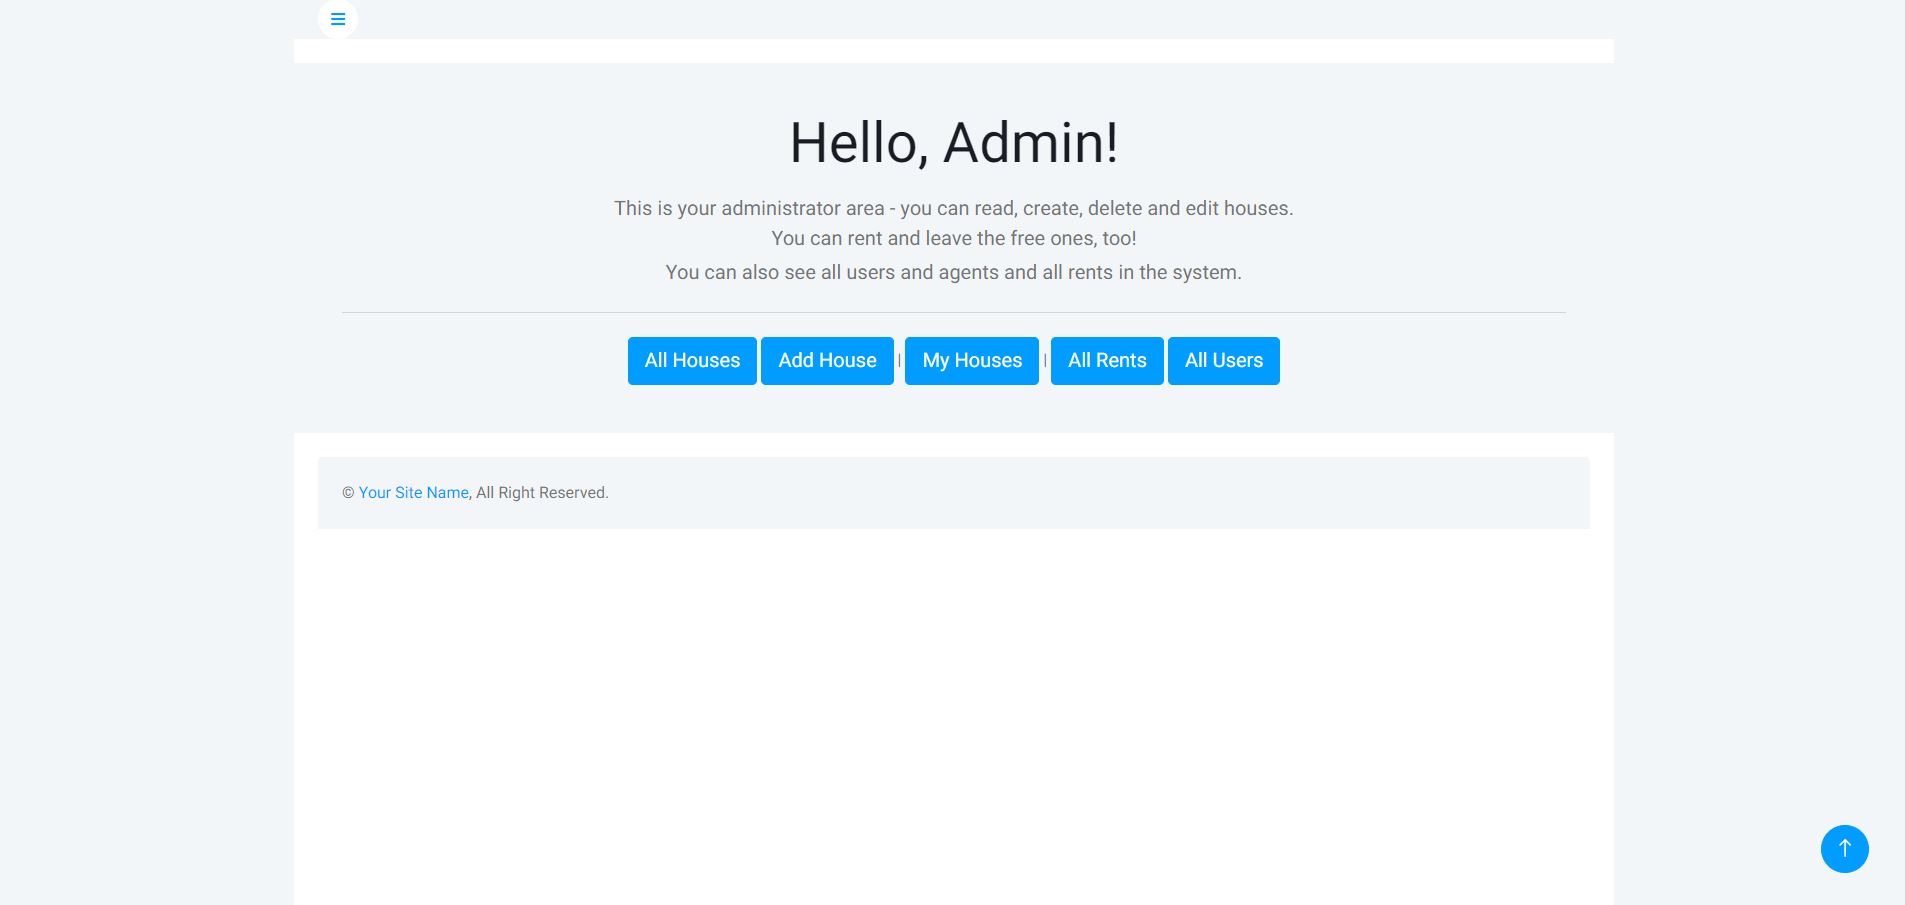 Hello, Admin!
This is your administrator area - you can read, create, delete and edit houses.
You can rent and leave the free ones, too!
You can also see all users and agents and all rents in the system.
All Houses Add House | My Houses | All Rents All Users
© Your Site Name, All Right Reserved.